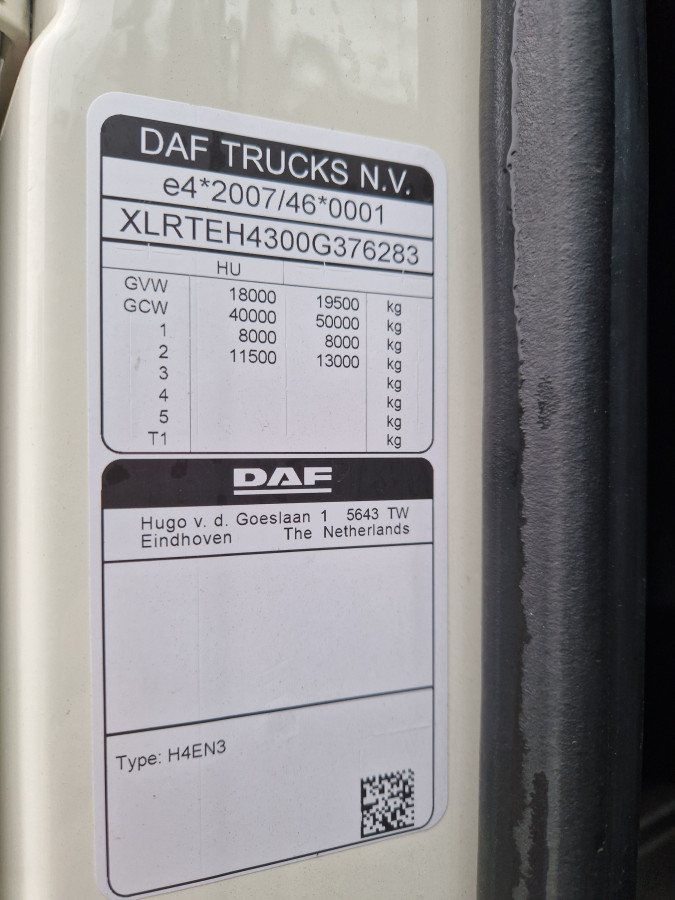 DAF TRUCKS N.V.
e4*2007/46*0001
XLRTEH4300G376283
HU
GVW 18000 19500 kg
GCW 40000 50000 kg
1 8000 8000 kg
2 11500 13000 kg
3 kg
4 kg
5 kg
T1 kg
DAF
Hugo v. d. Goeslaan 1 5643 TW
Eindhoven The Netherlands
Type: H4EN3